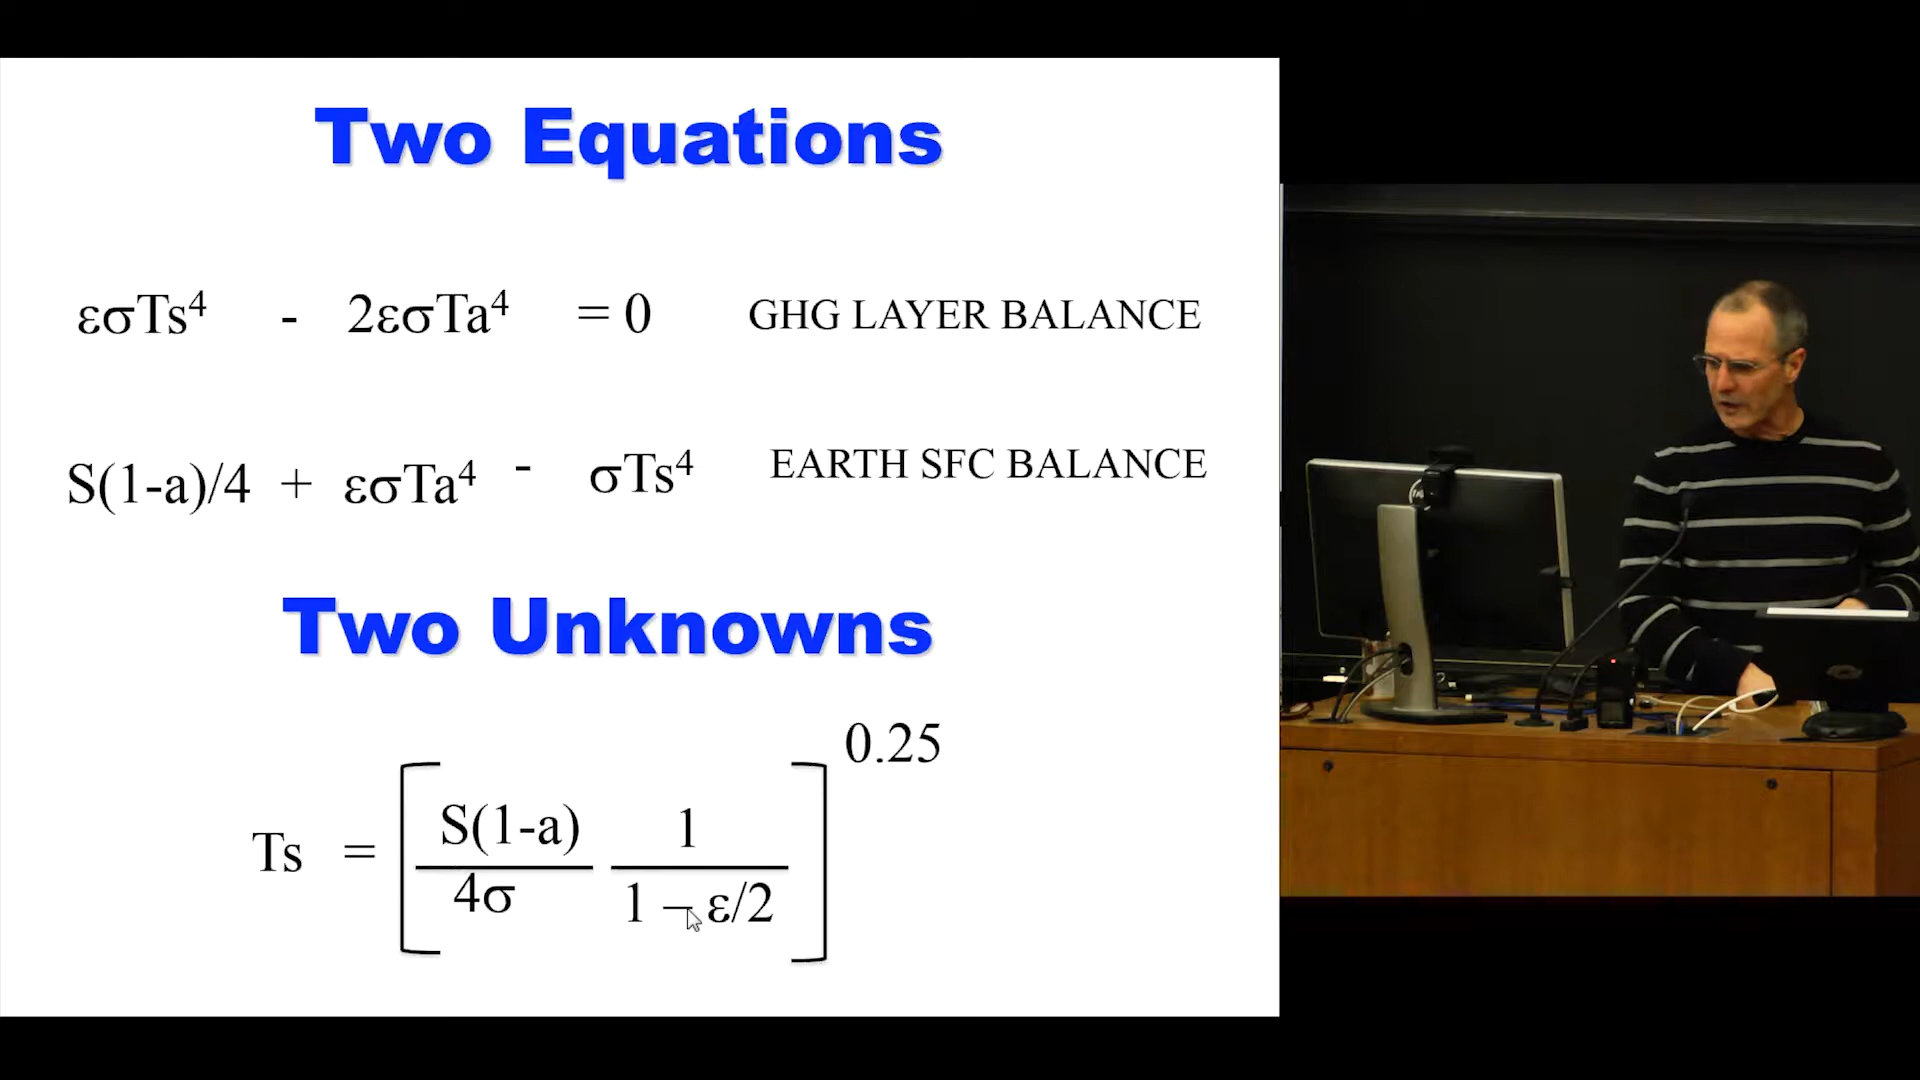 Two Equations
εσTs⁴ - 2εσTa⁴ = 0 GHG LAYER BALANCE
S(1-a)/4 + εσTa⁴ - σTs⁴ EARTH SFC BALANCE
Two Unknowns
0.25
Ts = [ S(1-a) 1
4σ 1 – ε/2 ]